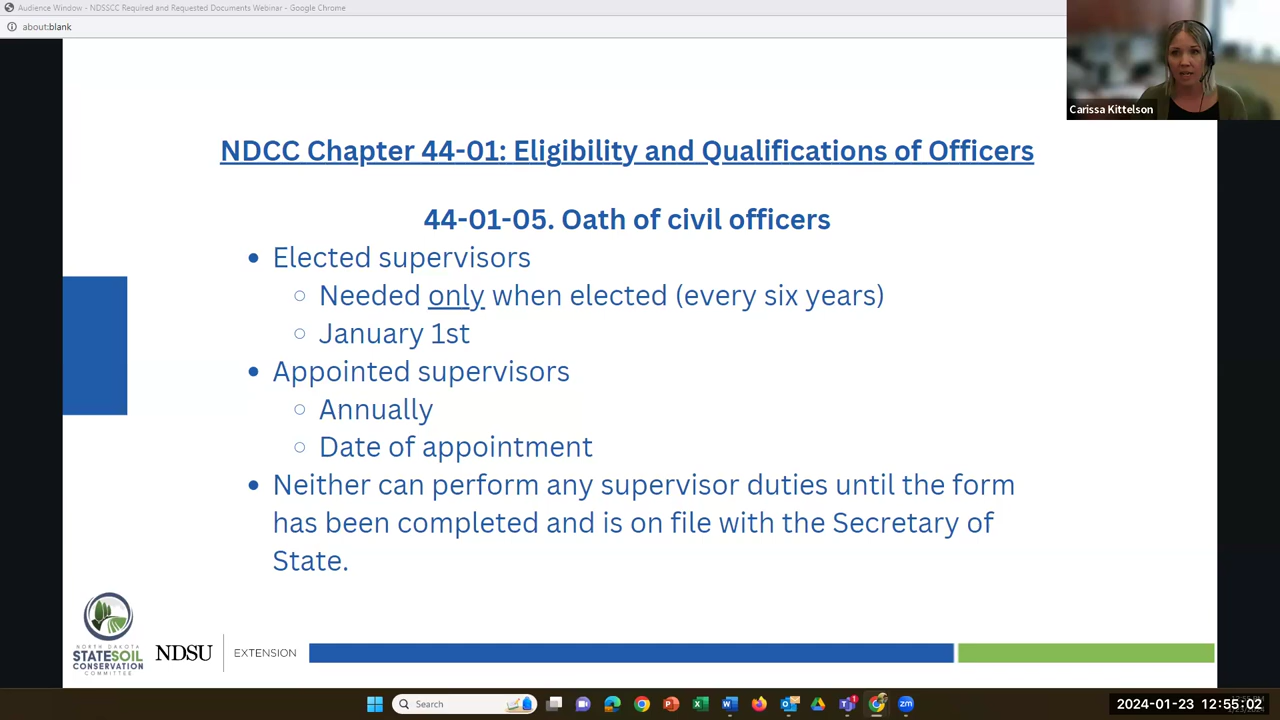 Audience Window - NDSSCC Required and Requested Documents Webinar - Google Chrome
about:blank
Carissa Kittelson
NDCC Chapter 44-01: Eligibility and Qualifications of Officers
44-01-05. Oath of civil officers
• Elected supervisors
○ Needed only when elected (every six years)
○ January 1st
• Appointed supervisors
○ Annually
○ Date of appointment
• Neither can perform any supervisor duties until the form
has been completed and is on file with the Secretary of
State.
NORTH DAKOTA
STATE SOIL
CONSERVATION
COMMITTEE
NDSU
EXTENSION
Search
2024-01-23 12:55:02